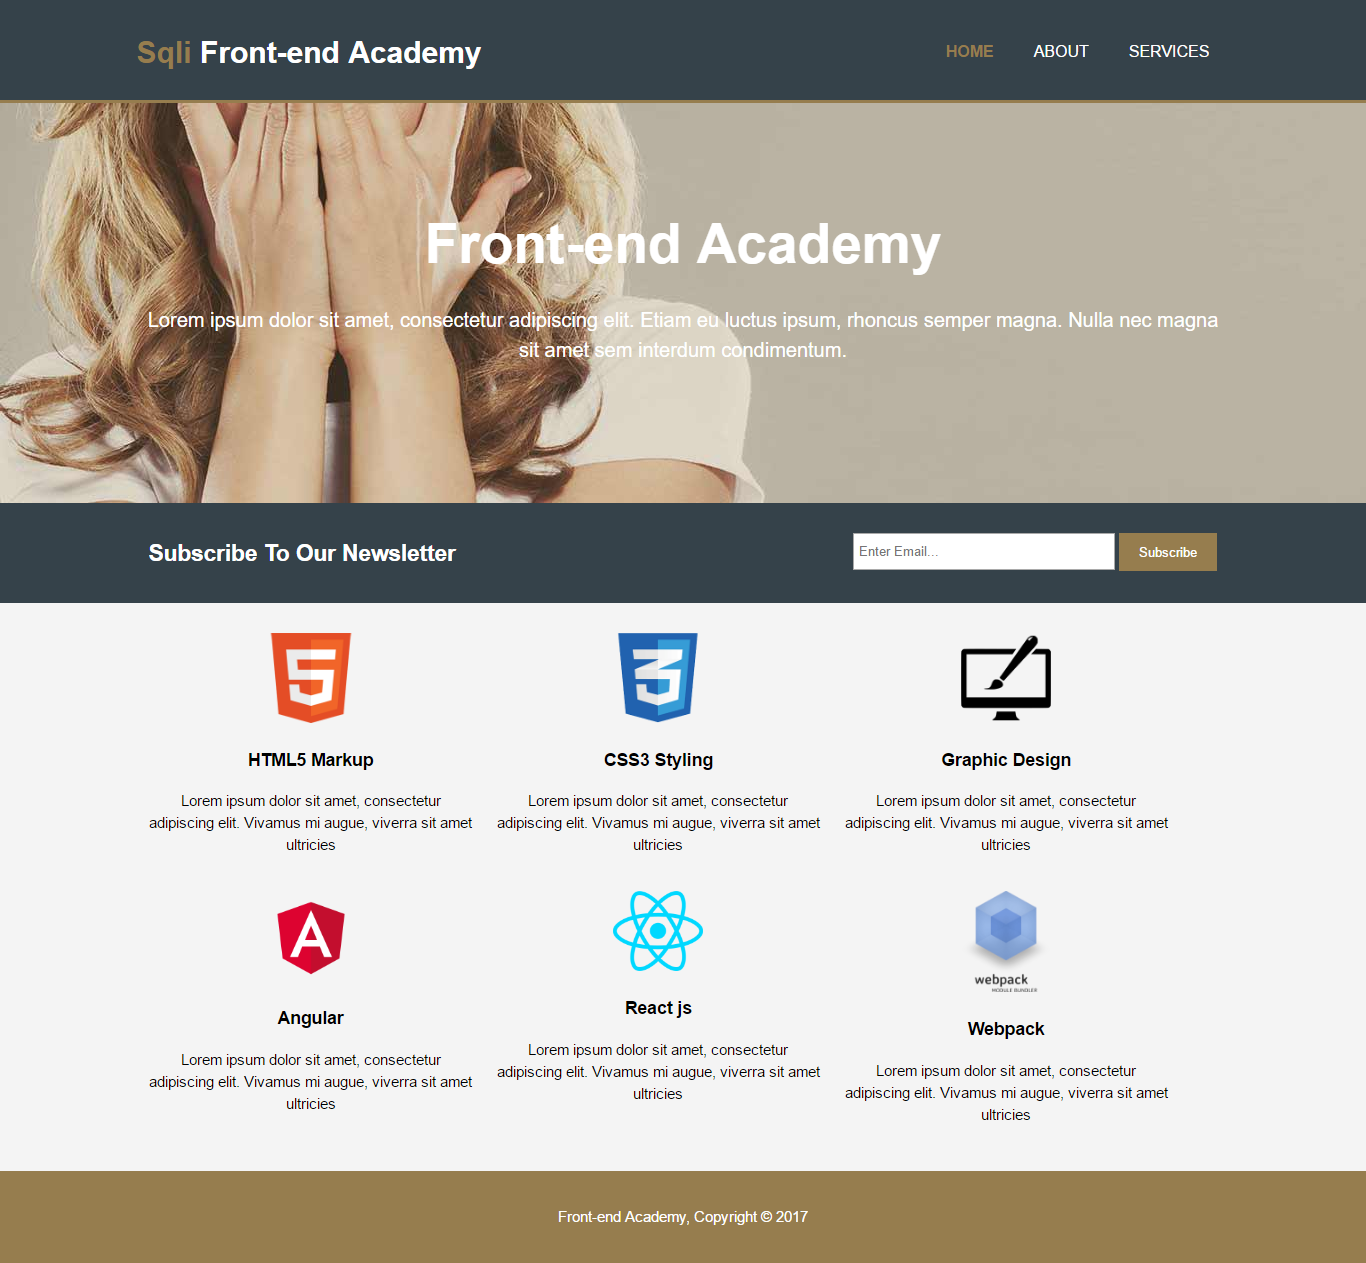 Sqli Front-end Academy
HOME ABOUT SERVICES
Front-end Academy
Lorem ipsum dolor sit amet, consectetur adipiscing elit. Etiam eu luctus ipsum, rhoncus semper magna. Nulla nec magna
sit amet sem interdum condimentum.
Subscribe To Our Newsletter
Enter Email...
Subscribe
HTML5 Markup
Lorem ipsum dolor sit amet, consectetur
adipiscing elit. Vivamus mi augue, viverra sit amet
ultricies
CSS3 Styling
Lorem ipsum dolor sit amet, consectetur
adipiscing elit. Vivamus mi augue, viverra sit amet
ultricies
Graphic Design
Lorem ipsum dolor sit amet, consectetur
adipiscing elit. Vivamus mi augue, viverra sit amet
ultricies
Angular
Lorem ipsum dolor sit amet, consectetur
adipiscing elit. Vivamus mi augue, viverra sit amet
ultricies
React js
Lorem ipsum dolor sit amet, consectetur
adipiscing elit. Vivamus mi augue, viverra sit amet
ultricies
webpack
MODULE BUNDLER
Webpack
Lorem ipsum dolor sit amet, consectetur
adipiscing elit. Vivamus mi augue, viverra sit amet
ultricies
Front-end Academy, Copyright © 2017